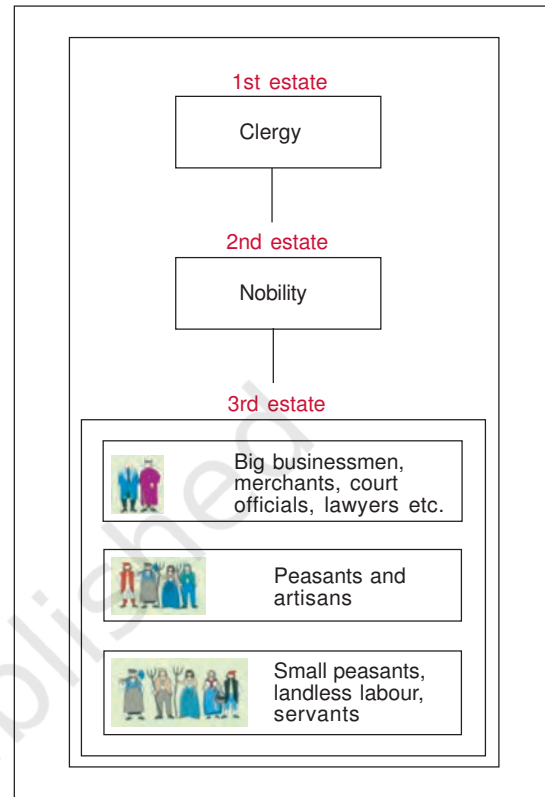 1st estate
Clergy
2nd estate
Nobility
3rd estate
Big businessmen,
merchants, court
officials, lawyers etc.
Peasants and
artisans
Small peasants,
landless labour,
servants
blished